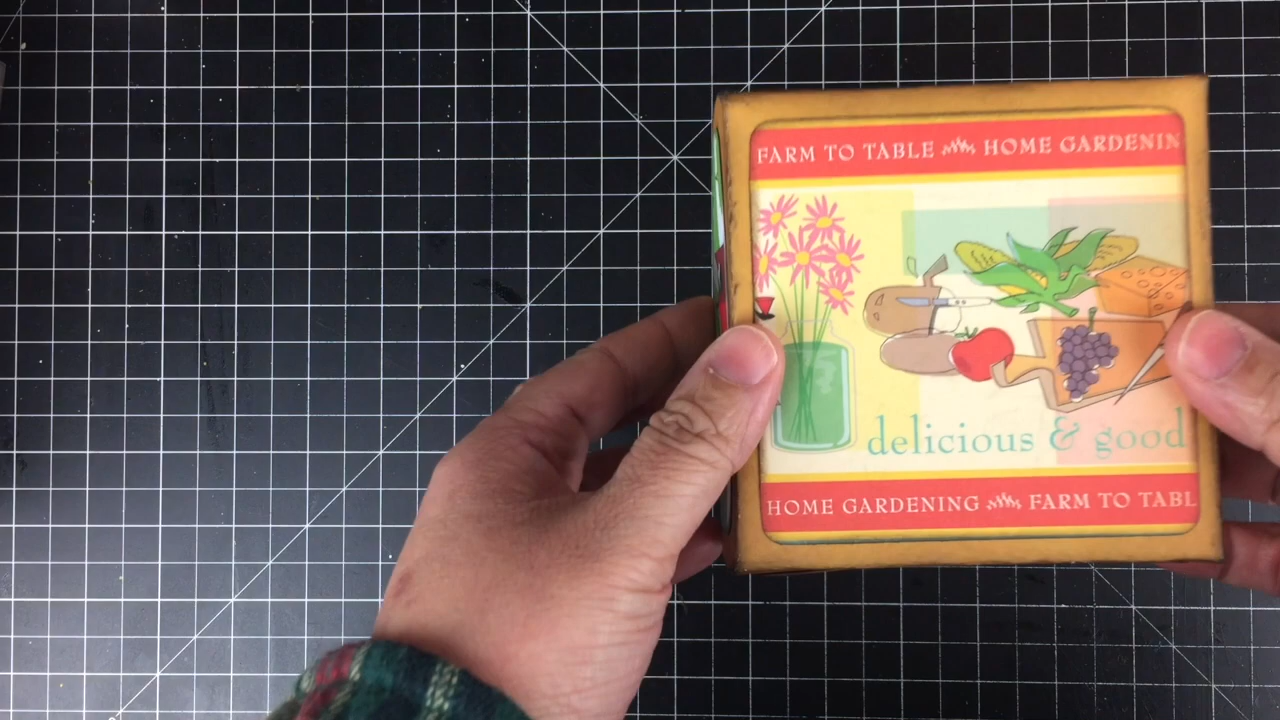 FARM TO TABLE HOME GARDENIN
delicious & good
HOME GARDENING FARM TO TABL